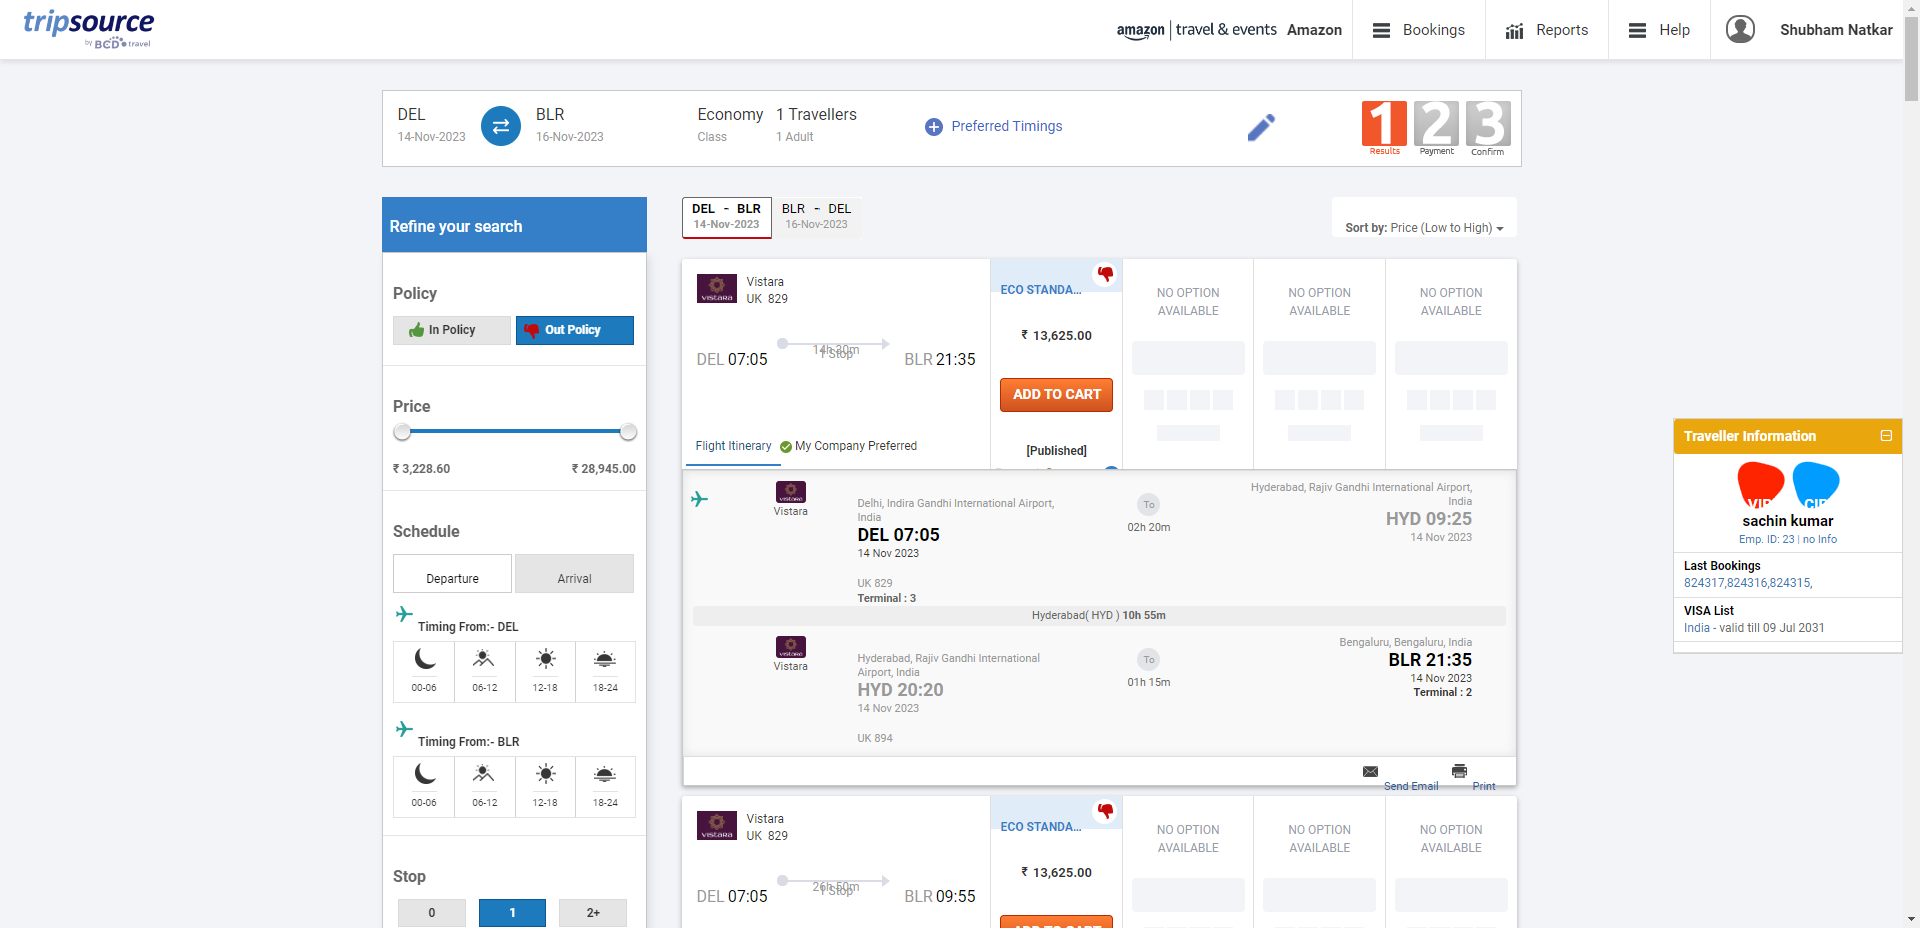 tripsource
by BCD travel
amazon | travel & events Amazon
Bookings
Reports
Help
Shubham Natkar
DEL
14-Nov-2023
BLR
16-Nov-2023
Economy
Class
1 Travellers
1 Adult
Preferred Timings
1
Results
2
Payment
3
Confirm
Refine your search
Policy
In Policy
Out Policy
Price
₹ 3,228.60
₹ 28,945.00
Schedule
Departure
Arrival
Timing From:- DEL
00-06
06-12
12-18
18-24
Timing From:- BLR
00-06
06-12
12-18
18-24
Stop
0
1
2+
DEL - BLR
14-Nov-2023
BLR - DEL
16-Nov-2023
Sort by: Price (Low to High)
VISTARA
Vistara
UK 829
DEL 07:05
14h 30m
1 Stop
BLR 21:35
Flight Itinerary
My Company Preferred
ECO STANDA...
₹ 13,625.00
ADD TO CART
[Published]
NO OPTION
AVAILABLE
NO OPTION
AVAILABLE
NO OPTION
AVAILABLE
VISTARA
Vistara
Delhi, Indira Gandhi International Airport,
India
DEL 07:05
14 Nov 2023
UK 829
Terminal : 3
To
02h 20m
Hyderabad, Rajiv Gandhi International Airport,
India
HYD 09:25
14 Nov 2023
Hyderabad( HYD ) 10h 55m
VISTARA
Vistara
Hyderabad, Rajiv Gandhi International
Airport, India
HYD 20:20
14 Nov 2023
UK 894
To
01h 15m
Bengaluru, Bengaluru, India
BLR 21:35
14 Nov 2023
Terminal : 2
Send Email
Print
VISTARA
Vistara
UK 829
DEL 07:05
26h 50m
1 Stop
BLR 09:55
ECO STANDA...
₹ 13,625.00
ADD TO CART
NO OPTION
AVAILABLE
NO OPTION
AVAILABLE
NO OPTION
AVAILABLE
Traveller Information
VIP
sachin kumar
Emp. ID: 23 | no Info
Last Bookings
824317,824316,824315,
VISA List
India - valid till 09 Jul 2031